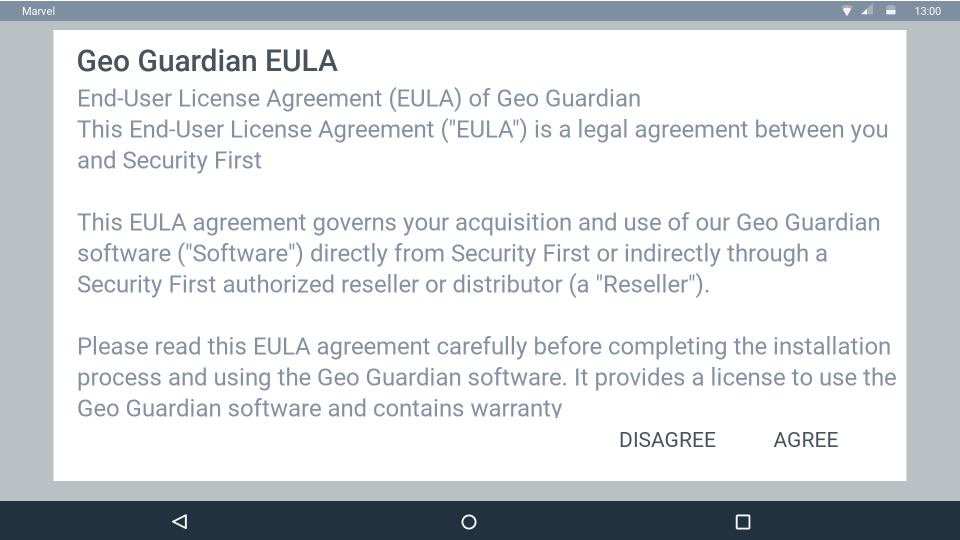 Marvel
13:00
Geo Guardian EULA
End-User License Agreement (EULA) of Geo Guardian
This End-User License Agreement ("EULA") is a legal agreement between you
and Security First
This EULA agreement governs your acquisition and use of our Geo Guardian
software ("Software") directly from Security First or indirectly through a
Security First authorized reseller or distributor (a "Reseller").
Please read this EULA agreement carefully before completing the installation
process and using the Geo Guardian software. It provides a license to use the
Geo Guardian software and contains warranty
DISAGREE
AGREE